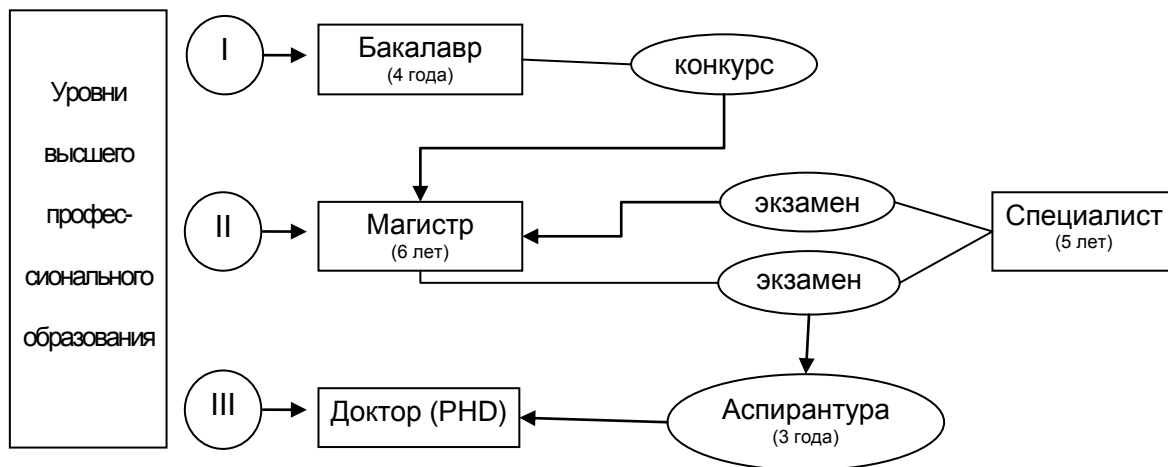 Уровни
высшего
профес-
сионального
образования
I
Бакалавр
(4 года)
конкурс
II
Магистр
(6 лет)
экзамен
экзамен
Специалист
(5 лет)
III
Доктор (PHD)
Аспирантура
(3 года)